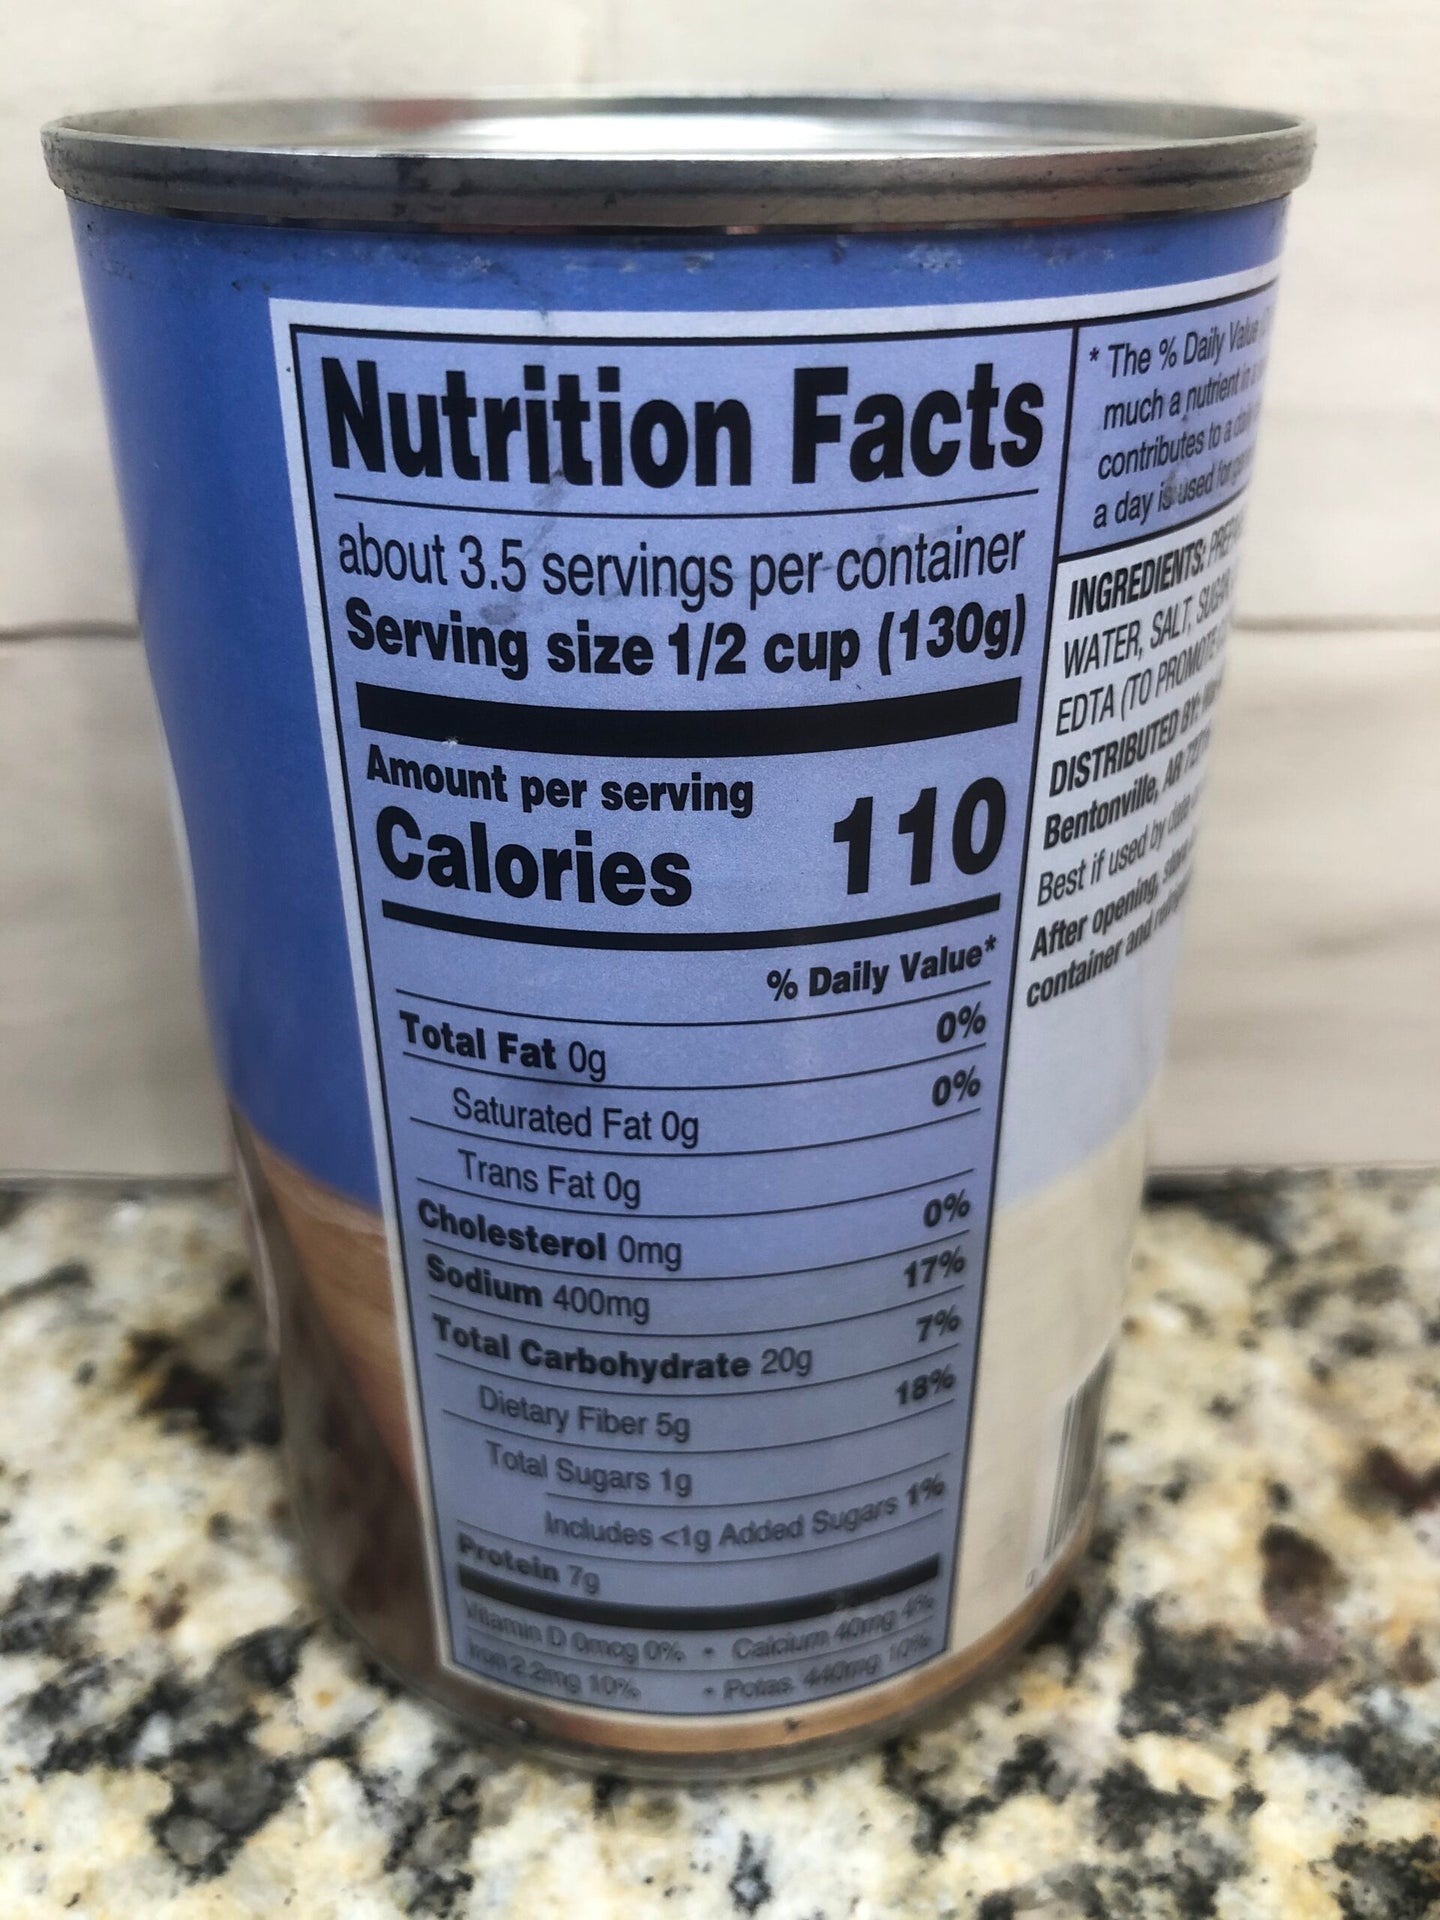 Nutrition Facts
about 3.5 servings per container
Serving size 1/2 cup (130g)
Amount per serving
Calories 110
% Daily Value*
Total Fat 0g 0%
Saturated Fat 0g 0%
Trans Fat 0g
Cholesterol 0mg 0%
Sodium 400mg 17%
Total Carbohydrate 20g 7%
Dietary Fiber 5g 18%
Total Sugars 1g
Includes <1g Added Sugars 1%
Protein 7g
Vitamin D 0mcg 0% • Calcium 40mg 4%
Iron 2.2mg 10% • Potas. 440mg 10%
* The % Daily Value
much a nutrient in a
contributes to a
a day is used for
INGREDIENTS:
WATER, SALT, SUGAR
EDTA (TO PROMOTE
DISTRIBUTED BY:
Bentonville, AR
Best if used by date
After opening,
container and